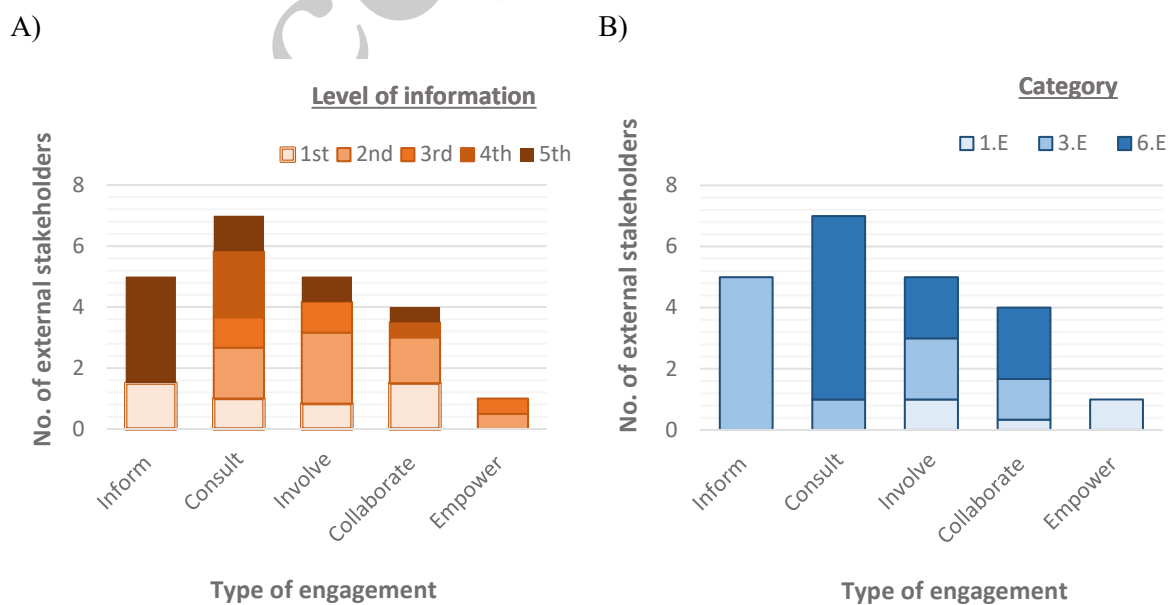 A)
Level of information
1st 2nd 3rd 4th 5th
No. of external stakeholders
8
6
4
2
0
Inform
Consult
Involve
Collaborate
Empower
Type of engagement
B)
Category
1.E 3.E 6.E
No. of external stakeholders
8
6
4
2
0
Inform
Consult
Involve
Collaborate
Empower
Type of engagement